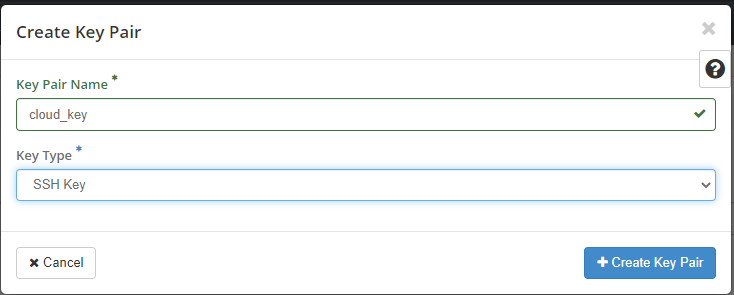 Create Key Pair
Key Pair Name *
cloud_key
Key Type *
SSH Key
Cancel
Create Key Pair